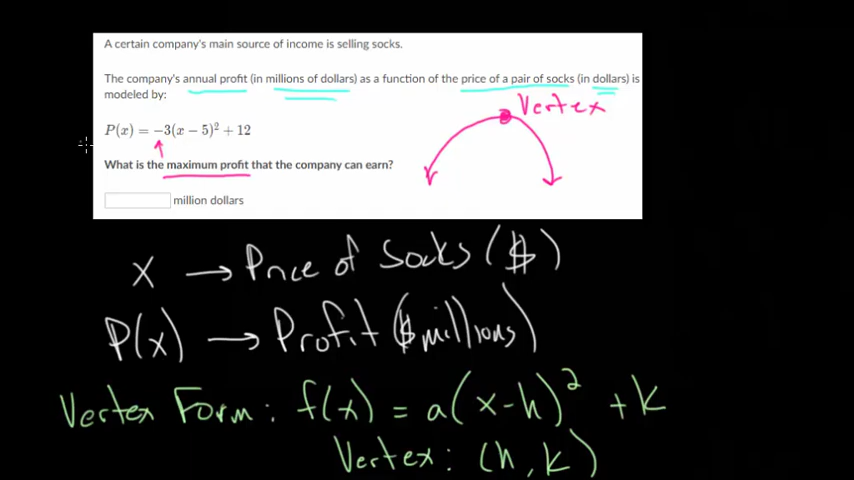 A certain company's main source of income is selling socks.
The company's annual profit (in millions of dollars) as a function of the price of a pair of socks (in dollars) is
modeled by:
Vertex
P(x) = −3(x − 5)² + 12
What is the maximum profit that the company can earn?
million dollars
X → Price of Socks ($)
P(x) → Profit ($ millions)
Vertex Form: f(x) = a(x-h)² + k
Vertex: (h, k)